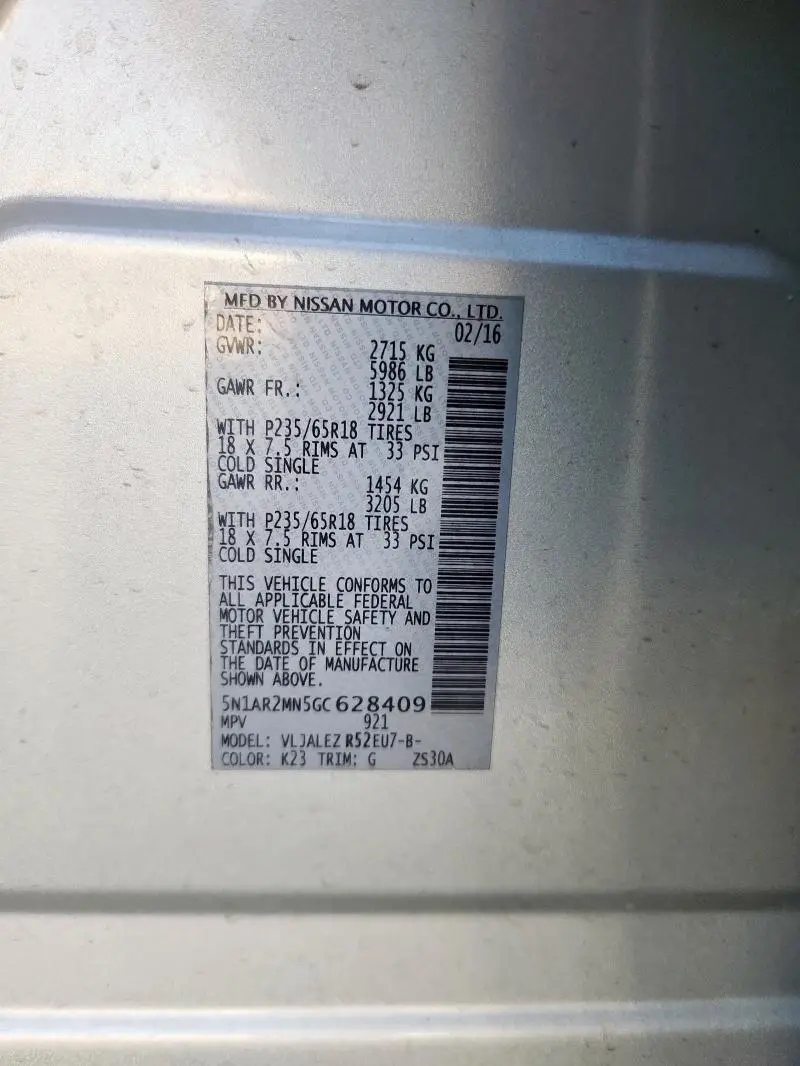 MFD BY NISSAN MOTOR CO., LTD.
DATE: 02/16
GVWR: 2715 KG
5986 LB
GAWR FR.: 1325 KG
2921 LB
WITH P235/65R18 TIRES
18 X 7.5 RIMS AT 33 PSI
COLD SINGLE
GAWR RR.: 1454 KG
3205 LB
WITH P235/65R18 TIRES
18 X 7.5 RIMS AT 33 PSI
COLD SINGLE
THIS VEHICLE CONFORMS TO
ALL APPLICABLE FEDERAL
MOTOR VEHICLE SAFETY AND
THEFT PREVENTION
STANDARDS IN EFFECT ON
THE DATE OF MANUFACTURE
SHOWN ABOVE.
5N1AR2MN5GC628409
MPV 921
MODEL: VLJALEZ R52EU7-B-
COLOR: K23 TRIM: G ZS30A